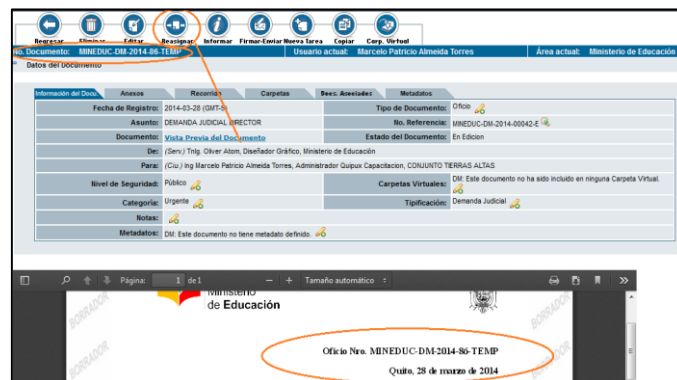 Regresar Eliminar Editar Reasignar Informar Firmar-Enviar Nueva Tarea Copiar Carp. Virtual
No. Documento: MINEDUC-DM-2014-86-TEMP Usuario actual: Marcelo Patricio Almeida Torres Área actual: Ministerio de Educación
Datos del Documento
Información del Docu. Anexos Recorrido Carpetas Docs. Asociados Metadatos
Fecha de Registro: 2014-03-28 (GMT-5) Tipo de Documento: Oficio
Asunto: DEMANDA JUDICIAL DIRECTOR No. Referencia: MINEDUC-DM-2014-00042-E
Documento: Vista Previa del Documento Estado del Documento: En Edicion
De: (Serv.) Tnlg. Oliver Atom, Diseñador Gráfico, Ministerio de Educación
Para: (Ciu.) Ing Marcelo Patricio Almeida Torres, Administrador Quipux Capacitacion, CONJUNTO TIERRAS ALTAS
Nivel de Seguridad: Público Carpetas Virtuales: DM: Este documento no ha sido incluido en ninguna Carpeta Virtual.
Categoría: Urgente Tipificación: Demanda Judicial
Notas:
Metadatos: DM: Este documento no tiene metadato definido.
Página: 1 de 1 Tamaño automático
Ministerio
de Educación
BORRADOR BORRADOR
Oficio Nro. MINEDUC-DM-2014-86-TEMP
Quito, 28 de marzo de 2014
BORRADOR BORRADOR